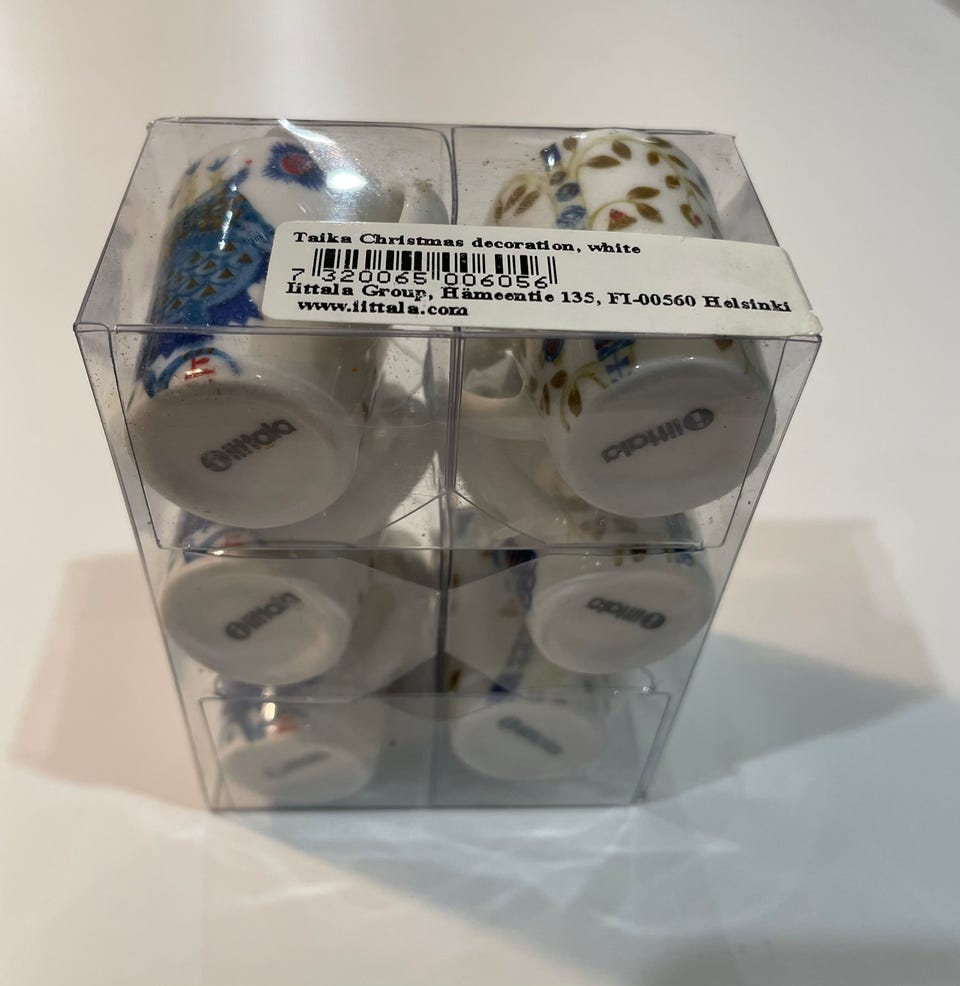 Taika Christmas decoration, white
7 320065 006056
Iittala Group, Hämeentie 135, FI-00560 Helsinki
www.iittala.com
iittala
iittala
iittala
iittala